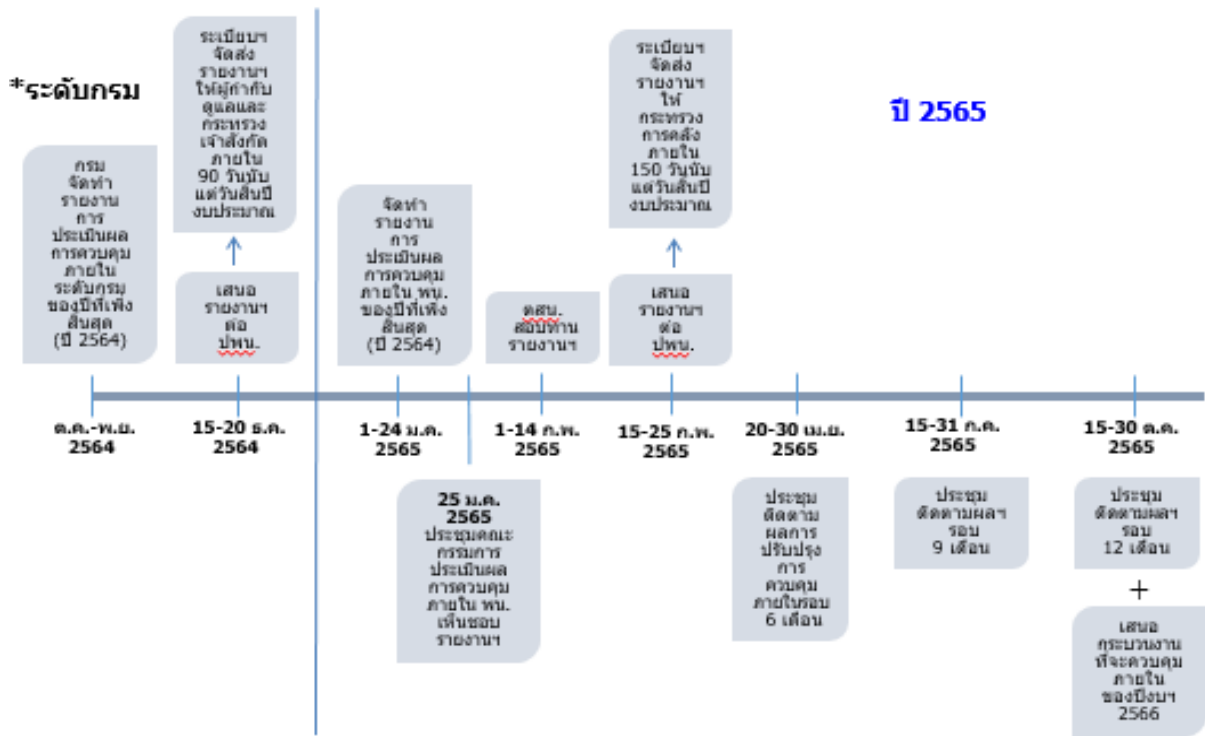 *ระดับกรม
ปี 2565
กรม
จัดทำ
รายงาน
การ
ประเมินผล
การควบคุม
ภายใน
ระดับกรม
ของปีที่เพิ่ง
สิ้นสุด
(ปี 2564)
ระเบียบฯ
จัดส่ง
รายงานฯ
ให้ผู้กำกับ
ดูแลและ
กระทรวง
เจ้าสังกัด
ภายใน
90 วันนับ
แต่วันสิ้นปี
งบประมาณ
เสนอ
รายงานฯ
ต่อ
ปพน.
จัดทำ
รายงาน
การ
ประเมินผล
การควบคุม
ภายใน พน.
ของปีที่เพิ่ง
สิ้นสุด
(ปี 2564)
ตสน.
สอบทาน
รายงานฯ
ระเบียบฯ
จัดส่ง
รายงานฯ
ให้
กระทรวง
การคลัง
ภายใน
150 วันนับ
แต่วันสิ้นปี
งบประมาณ
เสนอ
รายงานฯ
ต่อ
ปพน.
ต.ค.-พ.ย.
2564
15-20 ธ.ค.
2564
1-24 ม.ค.
2565
1-14 ก.พ.
2565
15-25 ก.พ.
2565
20-30 เม.ย.
2565
15-31 ก.ค.
2565
15-30 ต.ค.
2565
25 ม.ค.
2565
ประชุมคณะ
กรรมการ
ประเมินผล
การควบคุม
ภายใน พน.
เห็นชอบ
รายงานฯ
ประชุม
ติดตาม
ผลการ
ปรับปรุง
การ
ควบคุม
ภายในรอบ
6 เดือน
ประชุม
ติดตามผลฯ
รอบ
9 เดือน
ประชุม
ติดตามผลฯ
รอบ
12 เดือน
+
เสนอ
กระบวนงาน
ที่จะควบคุม
ภายใน
ของปีงบฯ
2566